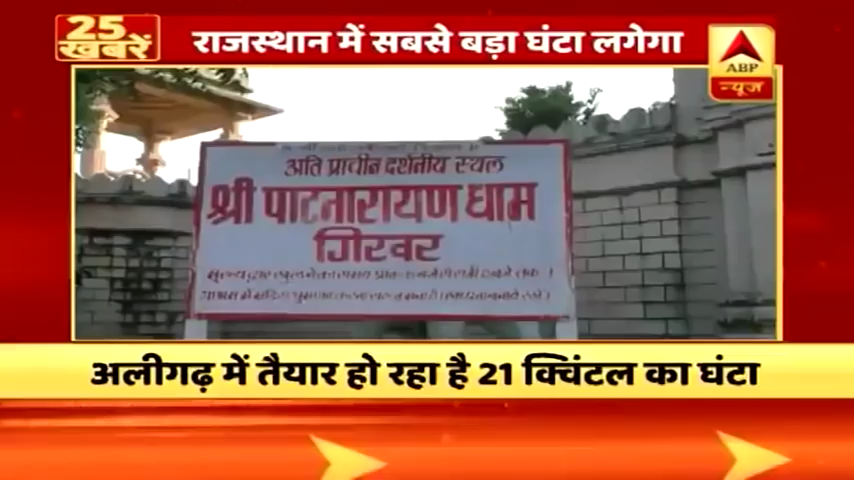 25
खबरें
राजस्थान में सबसे बड़ा घंटा लगेगा
ABP
न्यूज़
अति प्राचीन दर्शनीय स्थल
श्री पाटनारायण धाम
गिरवर
अलीगढ़ में तैयार हो रहा है 21 क्विंटल का घंटा